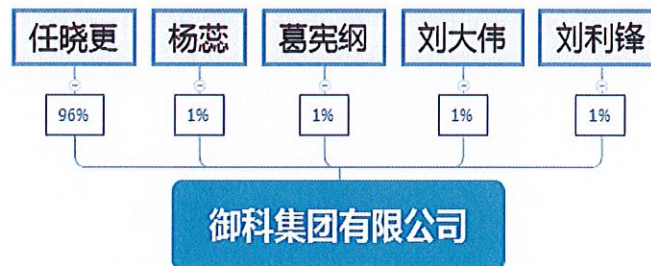 任晓更 杨蕊 葛宪纲 刘大伟 刘利锋
96% 1% 1% 1% 1%
御科集团有限公司